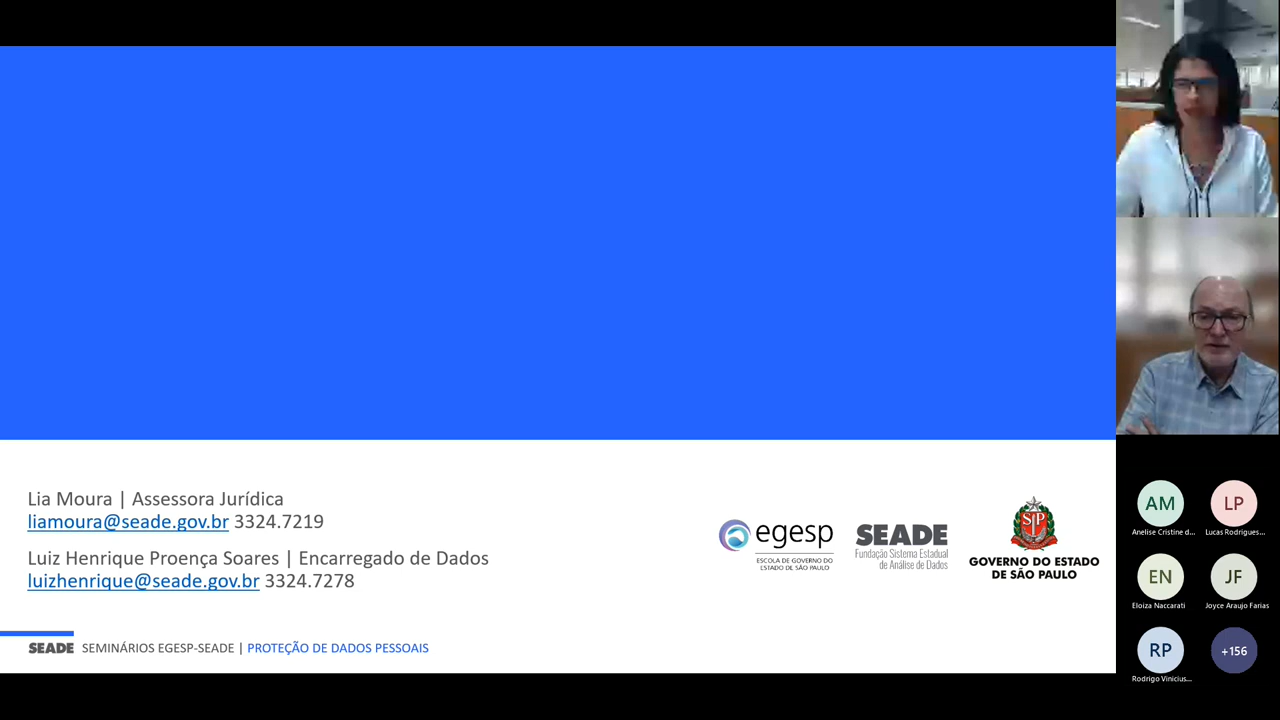 Lia Moura | Assessora Jurídica
liamoura@seade.gov.br 3324.7219
Luiz Henrique Proença Soares | Encarregado de Dados
luizhenrique@seade.gov.br 3324.7278
egesp
ESCOLA DE GOVERNO DO
ESTADO DE SÃO PAULO
SEADE
Fundação Sistema Estadual
de Análise de Dados
SP
GOVERNO DO ESTADO
DE SÃO PAULO
SEADE SEMINÁRIOS EGESP-SEADE | PROTEÇÃO DE DADOS PESSOAIS
AM LP
Anelise Cristine d... Lucas Rodrigues...
EN JF
Eloiza Naccarati Joyce Araujo Farias
RP +156
Rodrigo Vinicius...